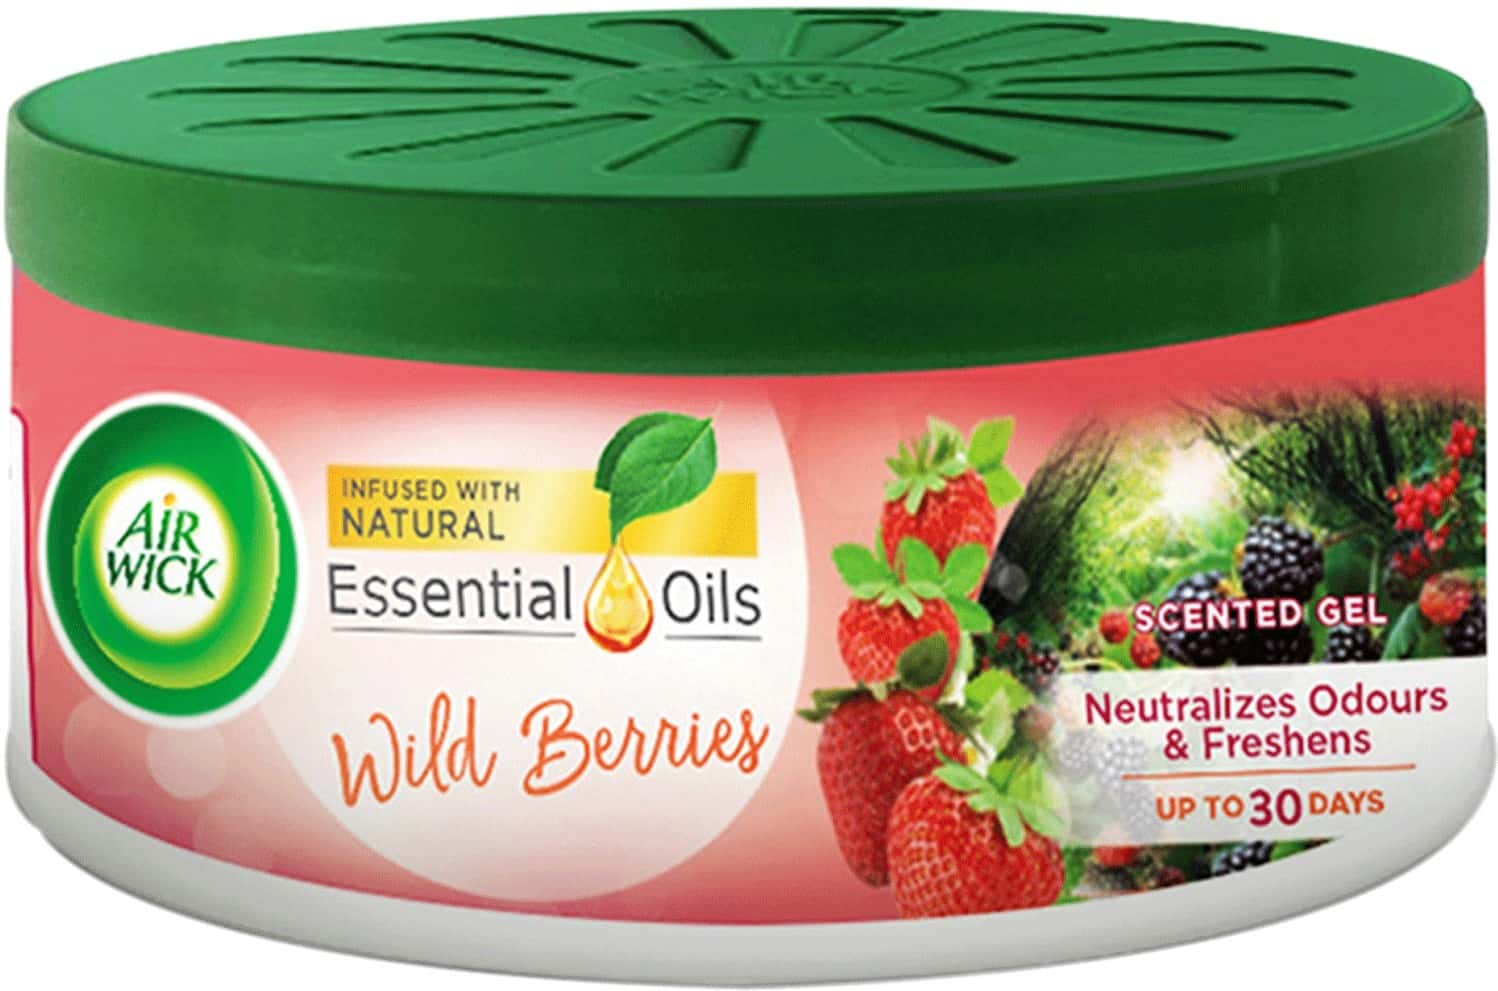 AIR
WICK
INFUSED WITH
NATURAL
Essential Oils
Wild Berries
SCENTED GEL
Neutralizes Odours
& Freshens
UP TO 30 DAYS